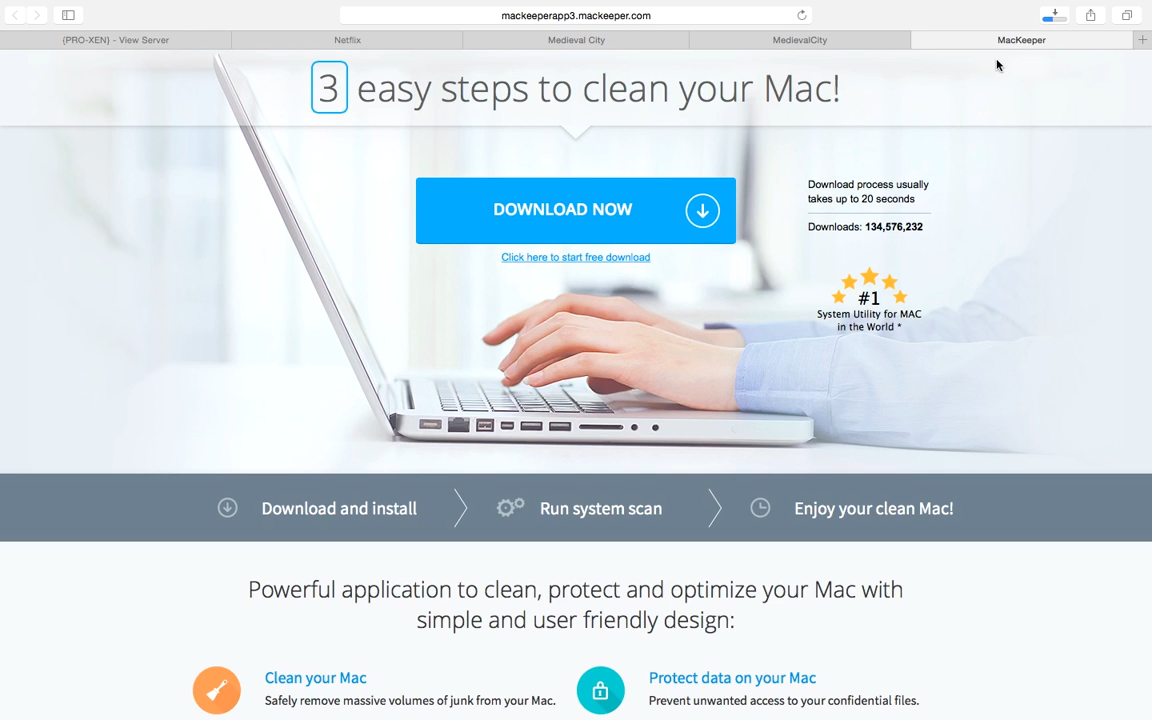 mackeeperapp3.mackeeper.com
{PRO-XEN} - View Server
Netflix
Medieval City
MedievalCity
MacKeeper
3 easy steps to clean your Mac!
DOWNLOAD NOW
Click here to start free download
Download process usually
takes up to 20 seconds
Downloads: 134,576,232
#1
System Utility for MAC
in the World *
Download and install
Run system scan
Enjoy your clean Mac!
Powerful application to clean, protect and optimize your Mac with
simple and user friendly design:
Clean your Mac
Safely remove massive volumes of junk from your Mac.
Protect data on your Mac
Prevent unwanted access to your confidential files.